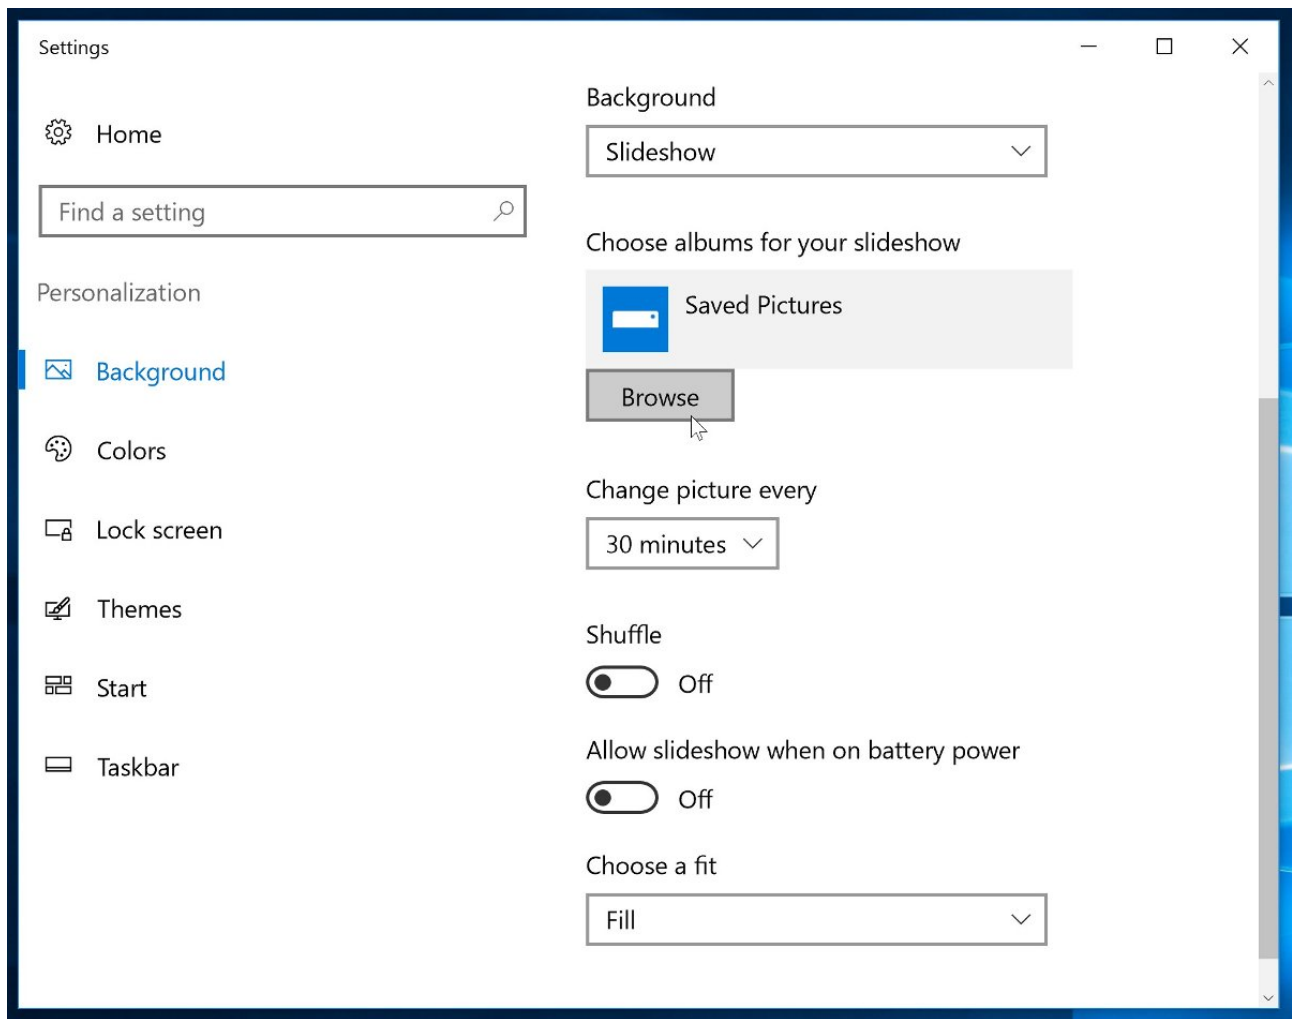 Settings
Home
Find a setting
Personalization
Background
Colors
Lock screen
Themes
Start
Taskbar
Background
Slideshow
Choose albums for your slideshow
Saved Pictures
Browse
Change picture every
30 minutes
Shuffle
Off
Allow slideshow when on battery power
Off
Choose a fit
Fill